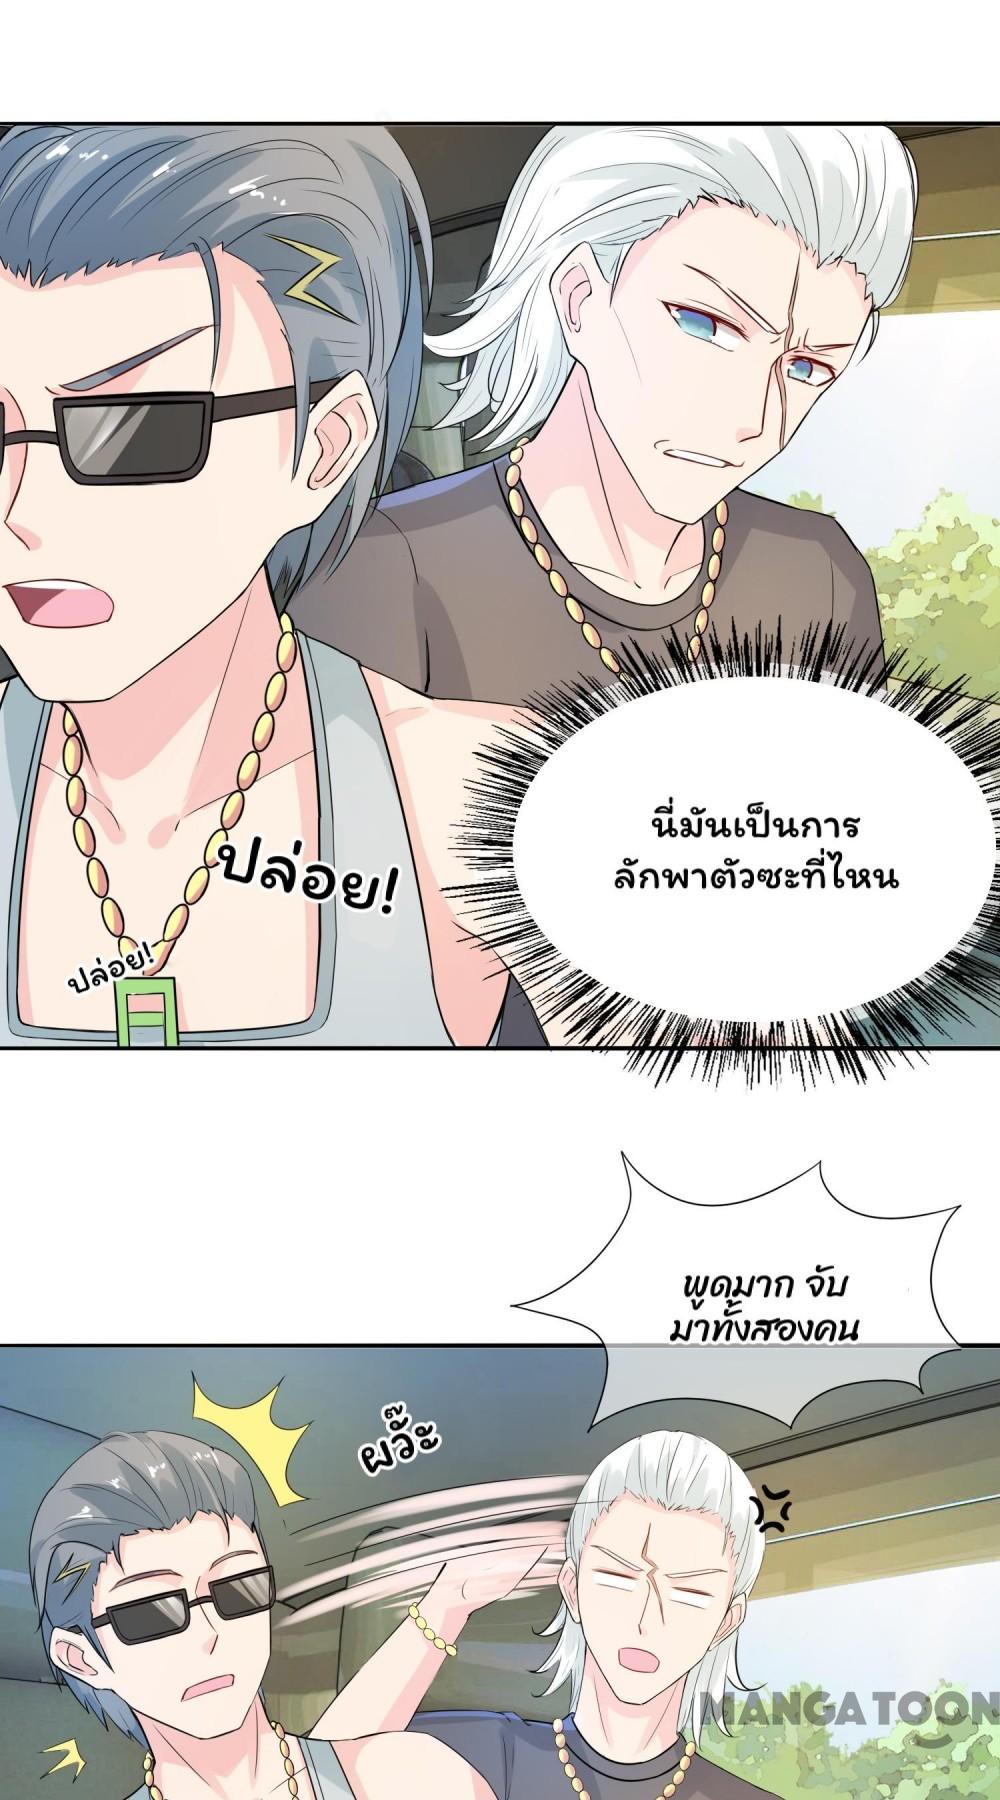 นี่มันเป็นการ
ลักพาตัวซะที่ไหน
ปล่อย!
ปล่อย!
พูดมาก จับ
มาทั้งสองคน
ผวั๊ะ
MANGATOON